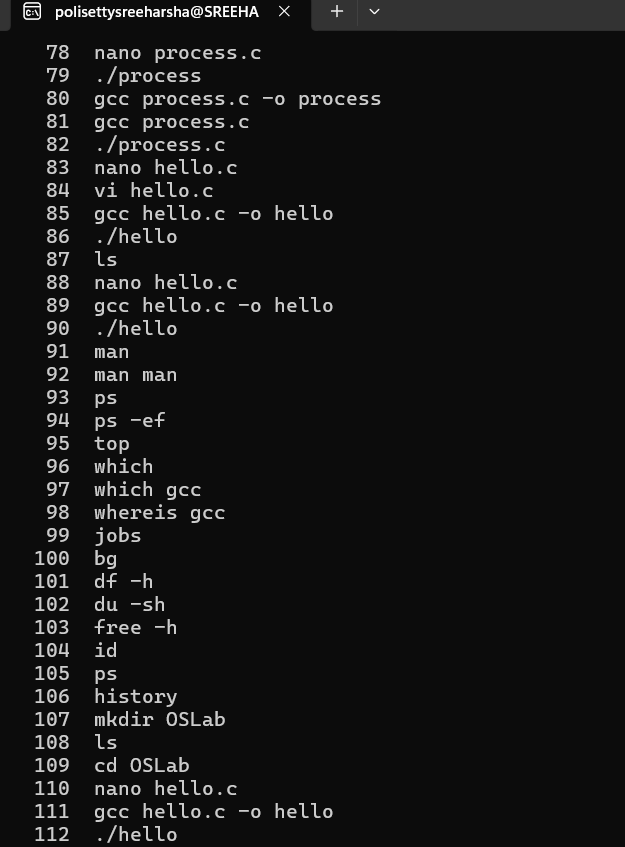 polisettysreeharsha@SREEHA
78 nano process.c
79 ./process
80 gcc process.c -o process
81 gcc process.c
82 ./process.c
83 nano hello.c
84 vi hello.c
85 gcc hello.c -o hello
86 ./hello
87 ls
88 nano hello.c
89 gcc hello.c -o hello
90 ./hello
91 man
92 man man
93 ps
94 ps -ef
95 top
96 which
97 which gcc
98 whereis gcc
99 jobs
100 bg
101 df -h
102 du -sh
103 free -h
104 id
105 ps
106 history
107 mkdir OSLab
108 ls
109 cd OSLab
110 nano hello.c
111 gcc hello.c -o hello
112 ./hello